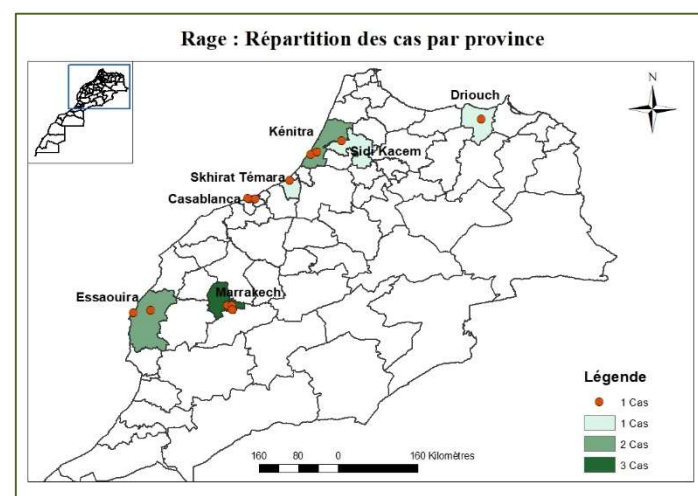 Rage : Répartition des cas par province
N
Driouch
Kénitra
Sidi Kacem
Skhirat Témara
Casablança
Essaouira
Marrakech
Légende
1 Cas
1 Cas
2 Cas
3 Cas
160 80 0 160 Kilomètres